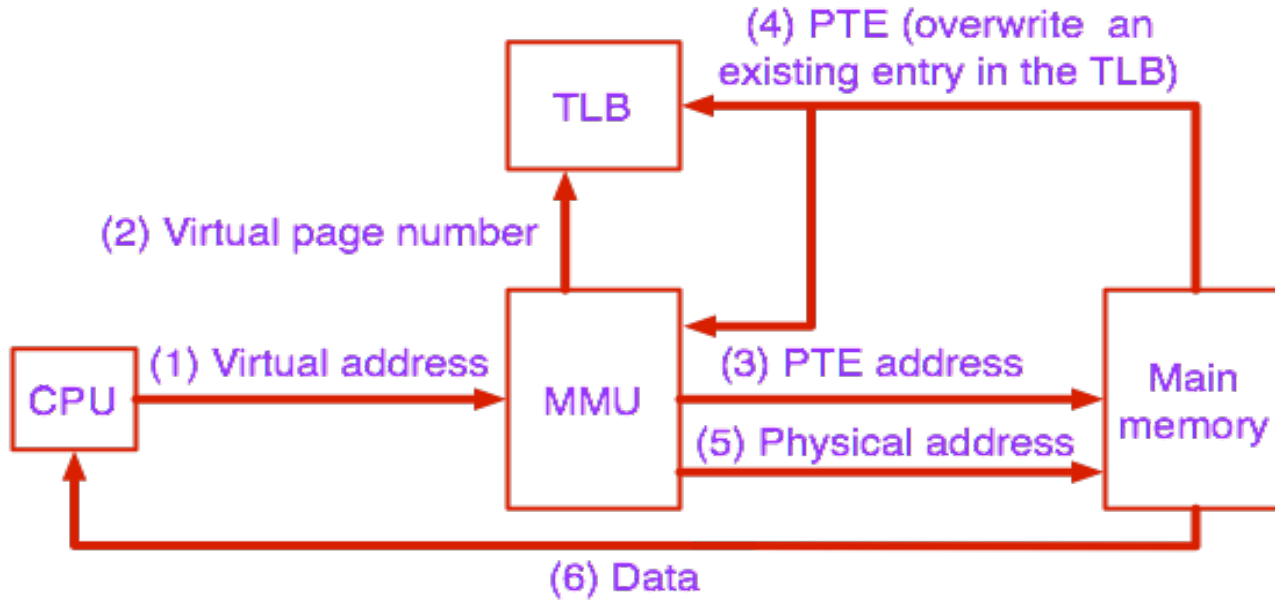 (4) PTE (overwrite an
existing entry in the TLB)
TLB
(2) Virtual page number
(1) Virtual address
(3) PTE address
CPU
MMU
Main
memory
(5) Physical address
(6) Data